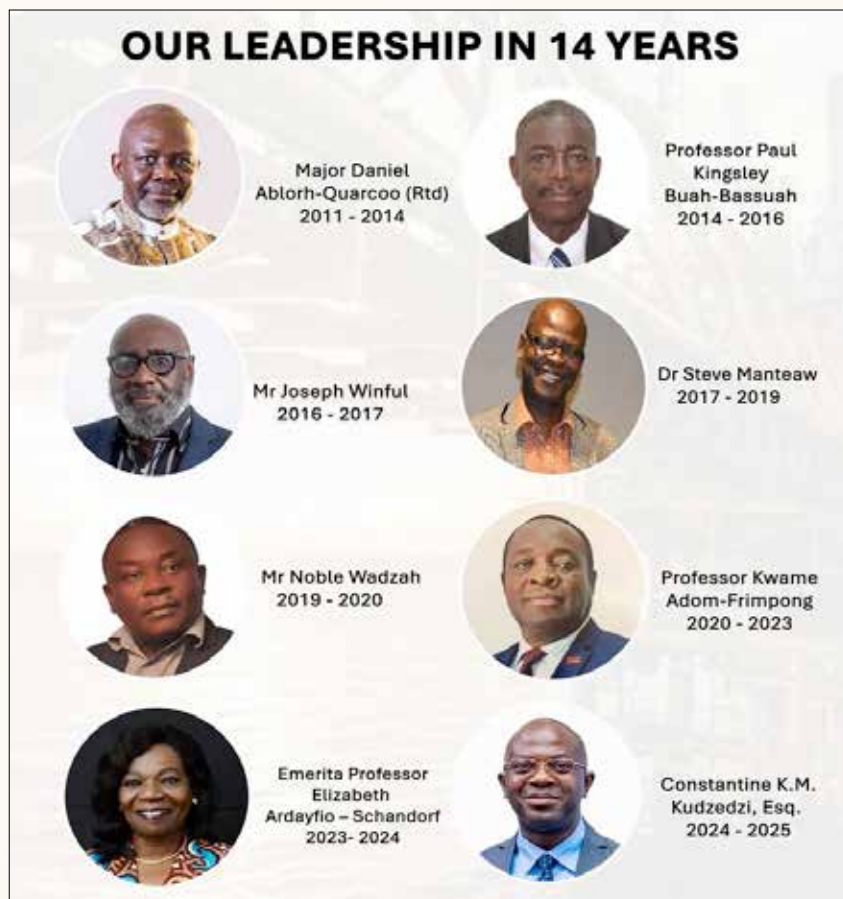 OUR LEADERSHIP IN 14 YEARS
Major Daniel
Ablorh-Quarcoo (Rtd)
2011 - 2014
Professor Paul
Kingsley
Buah-Bassuah
2014 - 2016
Mr Joseph Winful
2016 - 2017
Dr Steve Manteaw
2017 - 2019
Mr Noble Wadzah
2019 - 2020
Professor Kwame
Adom-Frimpong
2020 - 2023
Emerita Professor
Elizabeth
Ardayfio – Schandorf
2023- 2024
Constantine K.M.
Kudzedzi, Esq.
2024 - 2025